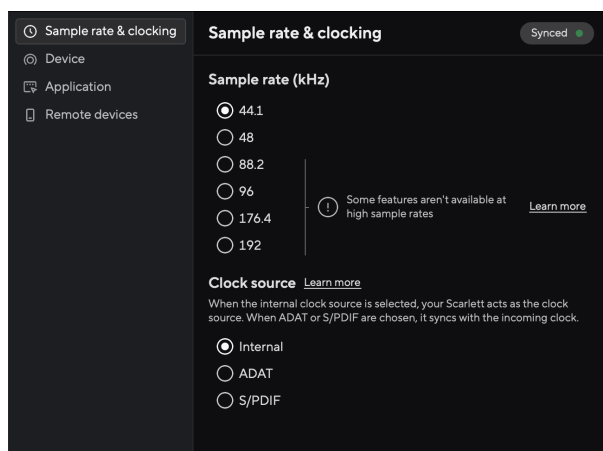 Sample rate & clocking
Device
Application
Remote devices
Sample rate & clocking
Synced
Sample rate (kHz)
44.1
48
88.2
96
176.4
192
Some features aren't available at
high sample rates
Learn more
Clock source Learn more
When the internal clock source is selected, your Scarlett acts as the clock
source. When ADAT or S/PDIF are chosen, it syncs with the incoming clock.
Internal
ADAT
S/PDIF